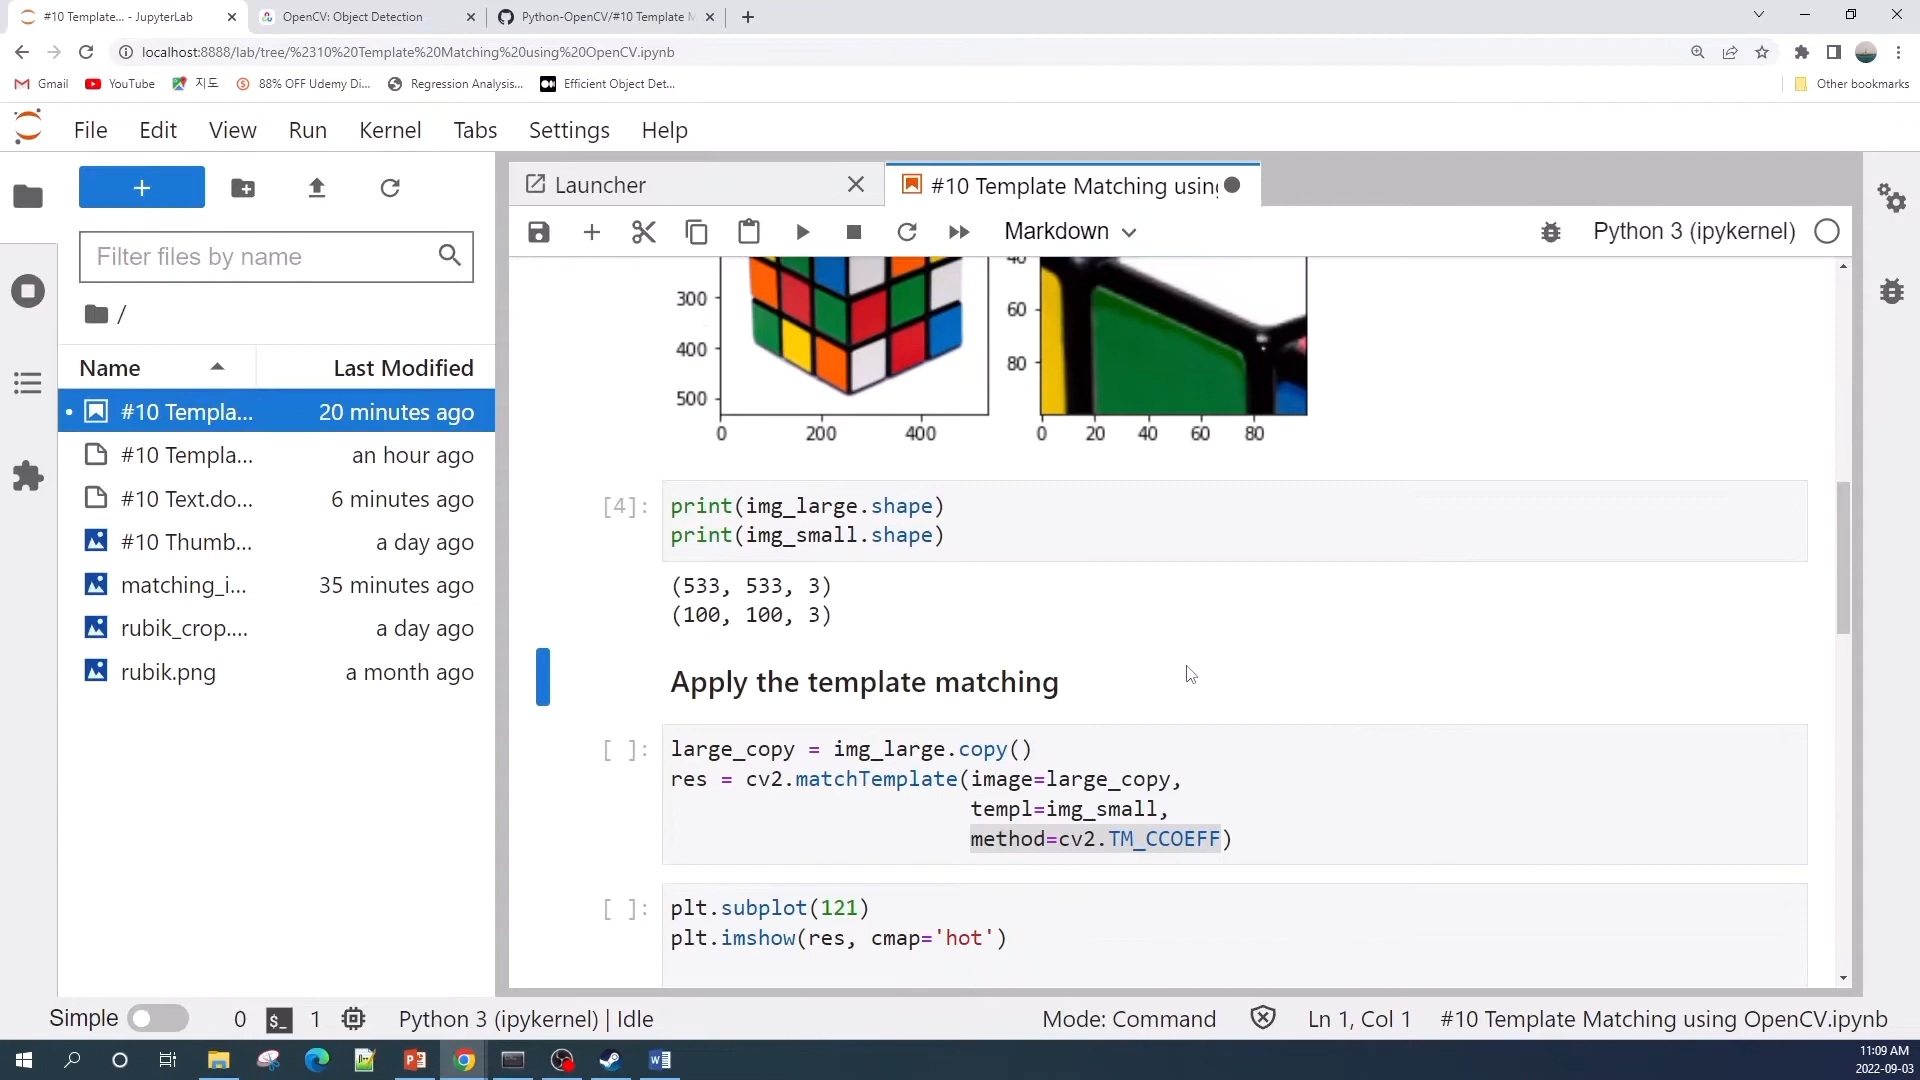 #10 Template... - JupyterLab
OpenCV: Object Detection
Python-OpenCV/#10 Template M
localhost:8888/lab/tree/%2310%20Template%20Matching%20using%20OpenCV.ipynb
Gmail
YouTube
지도
88% OFF Udemy Di...
Regression Analysis...
Efficient Object Det...
Other bookmarks
File Edit View Run Kernel Tabs Settings Help
Launcher
#10 Template Matching using
Markdown
Python 3 (ipykernel)
Filter files by name
/
Name Last Modified
#10 Templa... 20 minutes ago
#10 Templa... an hour ago
#10 Text.do... 6 minutes ago
#10 Thumb... a day ago
matching_i... 35 minutes ago
rubik_crop.... a day ago
rubik.png a month ago
300
400
500
0 200 400
40
60
80
0 20 40 60 80
[4]: print(img_large.shape)
print(img_small.shape)
(533, 533, 3)
(100, 100, 3)
Apply the template matching
[ ]: large_copy = img_large.copy()
res = cv2.matchTemplate(image=large_copy,
templ=img_small,
method=cv2.TM_CCOEFF)
[ ]: plt.subplot(121)
plt.imshow(res, cmap='hot')
Simple 0 $_ 1 Python 3 (ipykernel) | Idle
Mode: Command Ln 1, Col 1 #10 Template Matching using OpenCV.ipynb
11:09 AM
2022-09-03